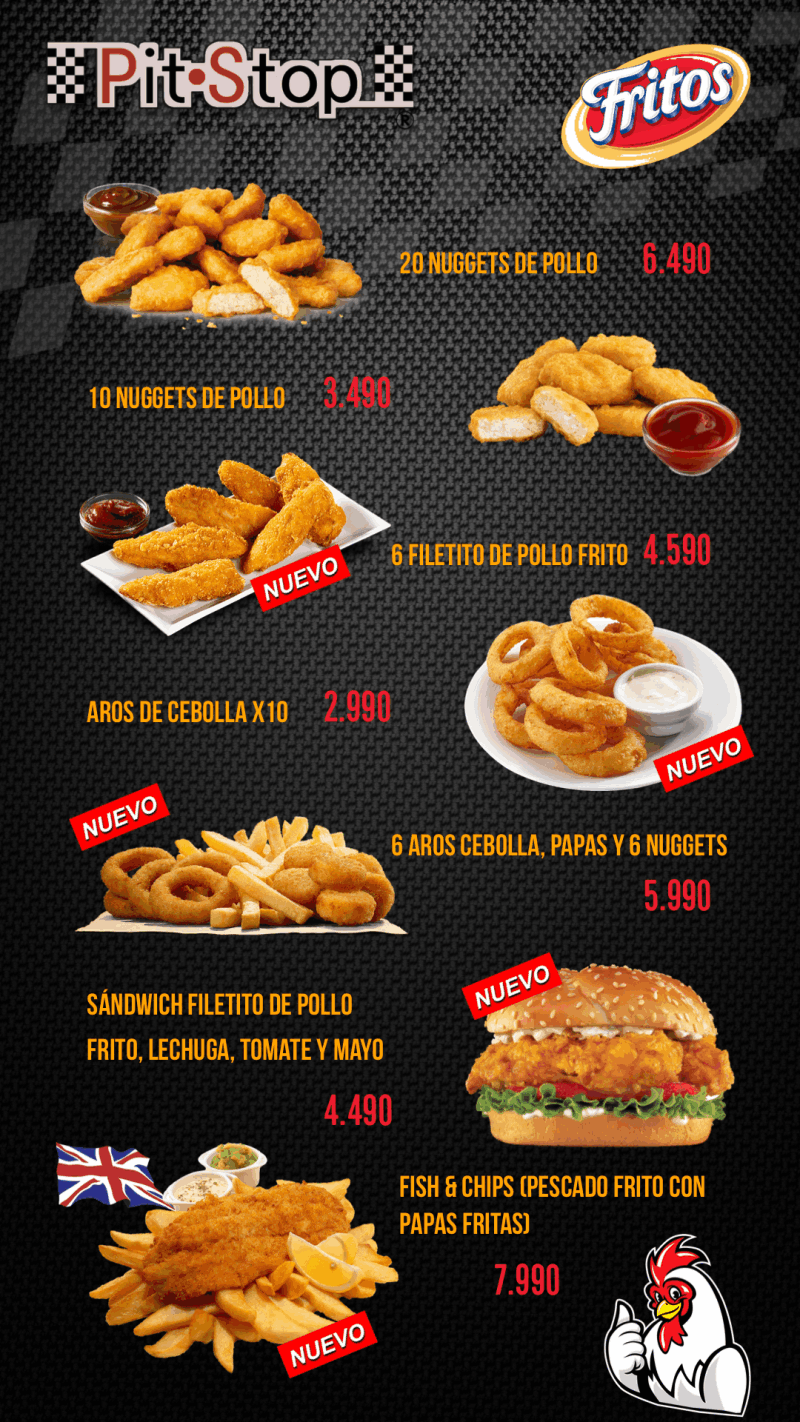 Pit•Stop
Fritos
20 NUGGETS DE POLLO 6.490
10 NUGGETS DE POLLO 3.490
NUEVO
6 FILETITO DE POLLO FRITO 4.590
AROS DE CEBOLLA X10 2.990
NUEVO
NUEVO
6 AROS CEBOLLA, PAPAS Y 6 NUGGETS
5.990
NUEVO
SÁNDWICH FILETITO DE POLLO
FRITO, LECHUGA, TOMATE Y MAYO
4.490
FISH & CHIPS (PESCADO FRITO CON
PAPAS FRITAS)
7.990
NUEVO